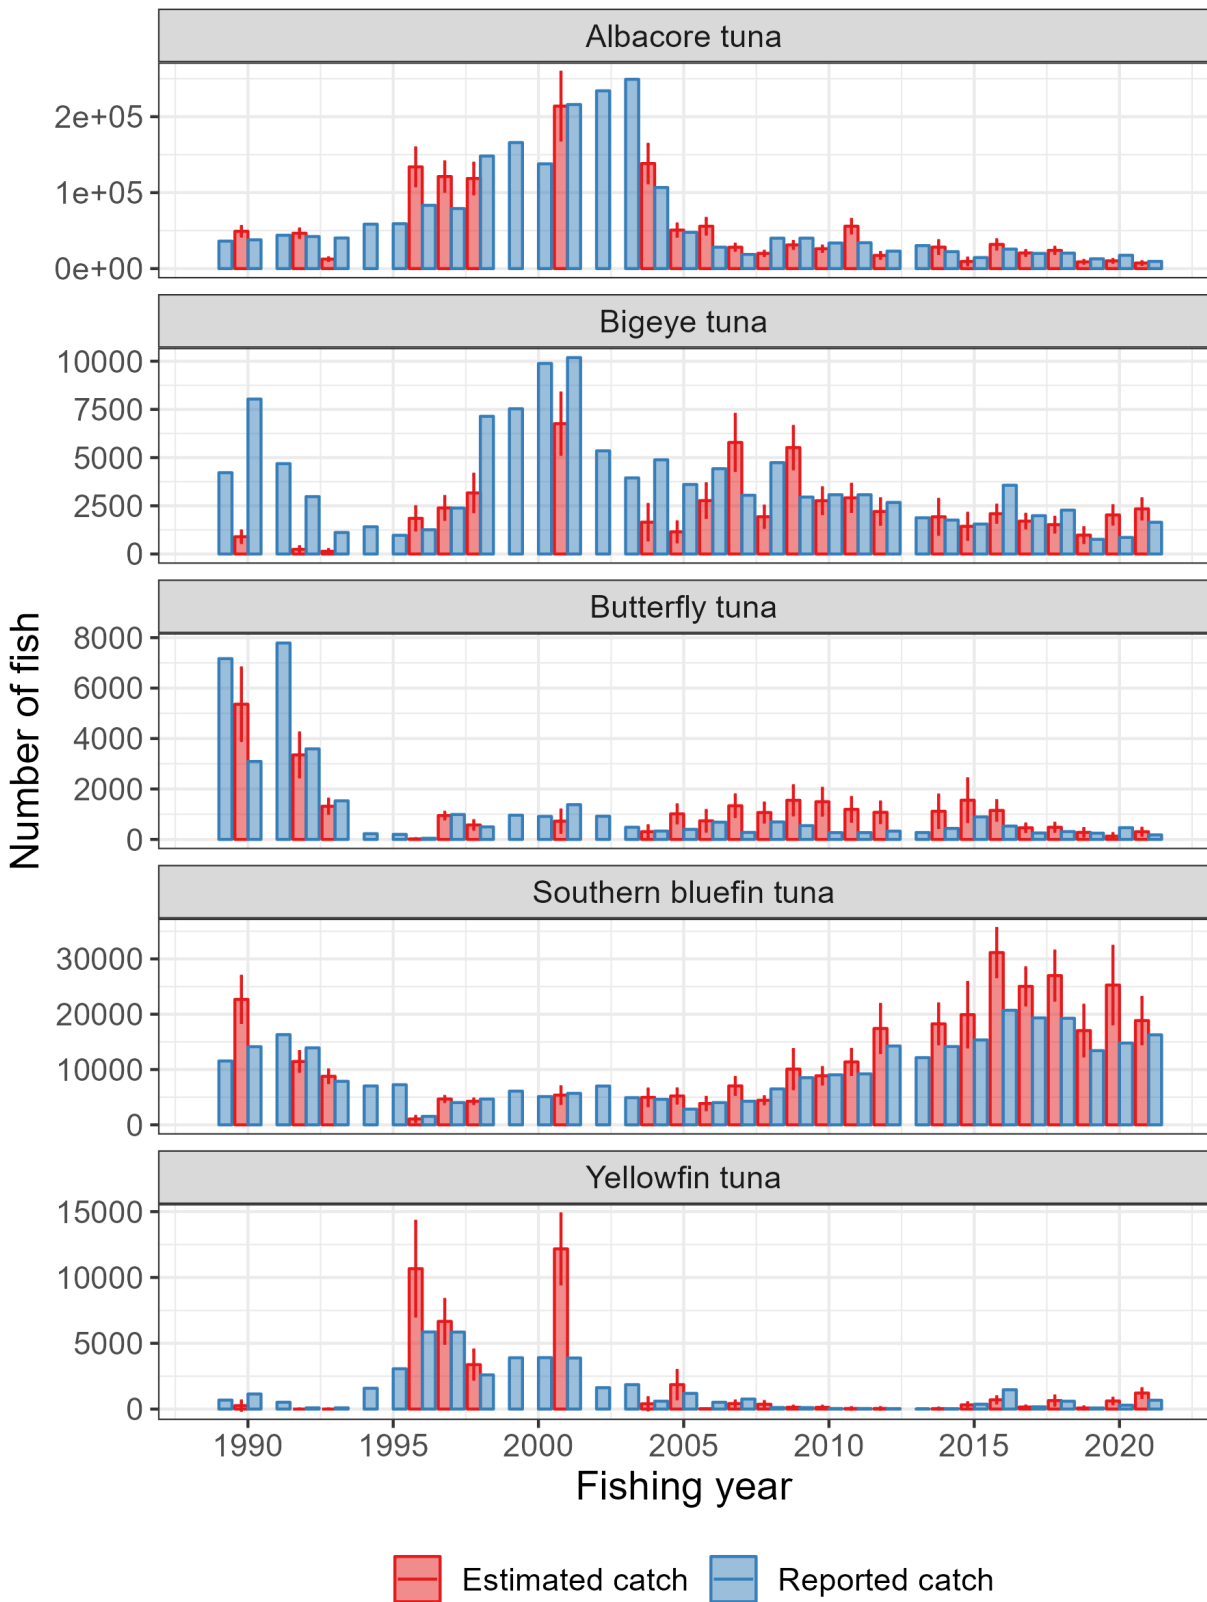 Albacore tuna
2e+05
1e+05
0e+00
Bigeye tuna
10000
7500
5000
2500
0
Butterfly tuna
8000
6000
4000
2000
0
Southern bluefin tuna
30000
20000
10000
0
Yellowfin tuna
15000
10000
5000
0
Number of fish
1990 1995 2000 2005 2010 2015 2020
Fishing year
Estimated catch Reported catch